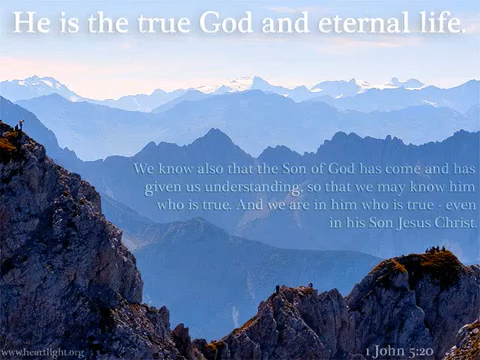 He is the true God and eternal life.
We know also that the Son of God has come and has
given us understanding, so that we may know him
who is true. And we are in him who is true - even
in his Son Jesus Christ.
www.heartlight.org
1 John 5:20